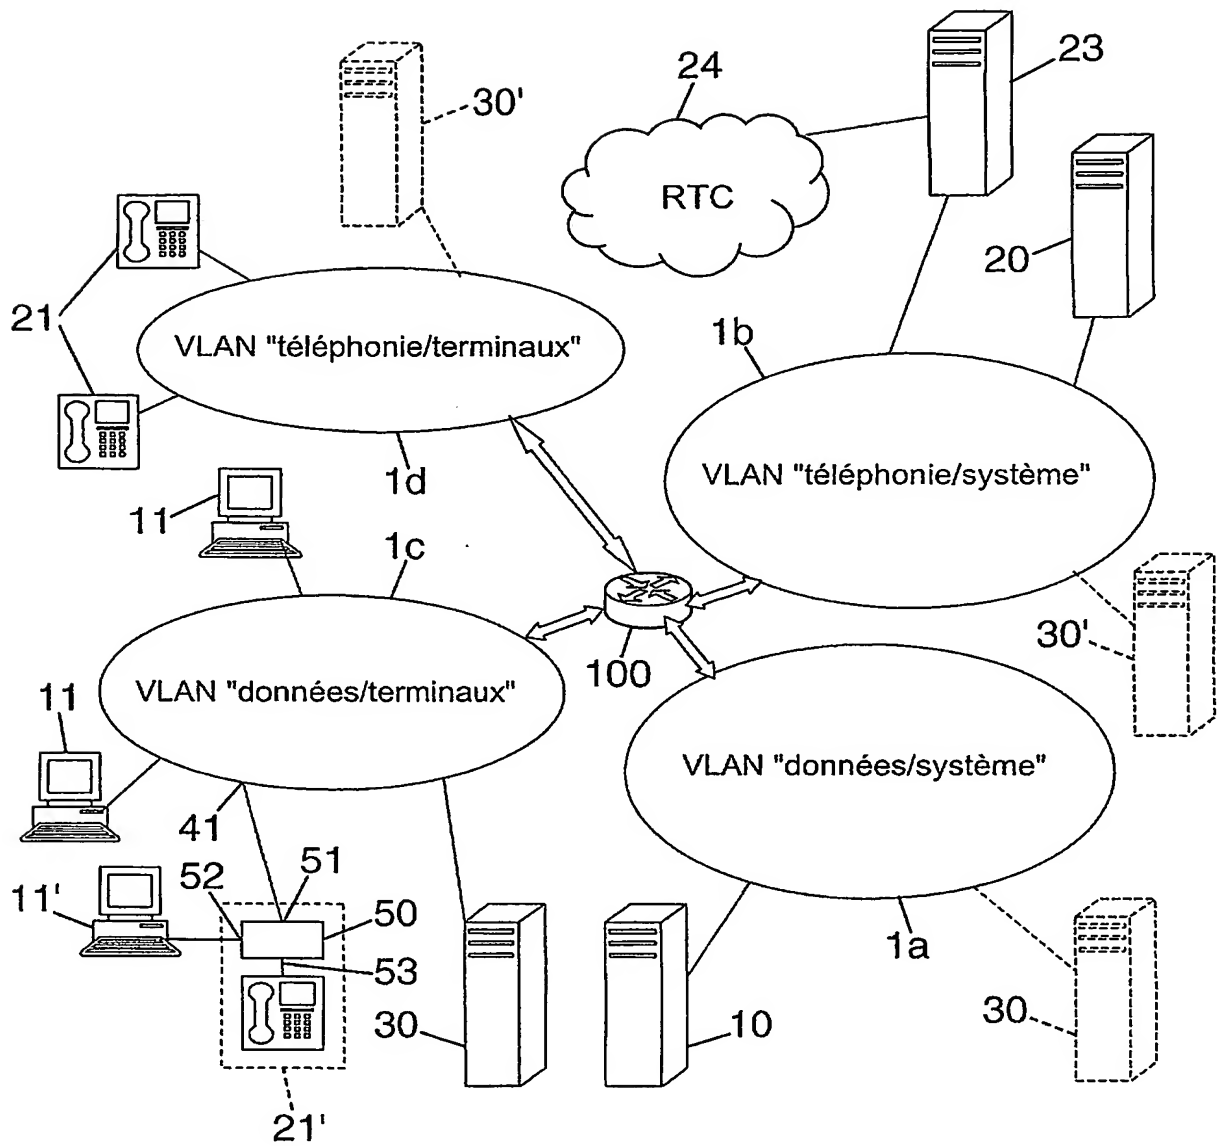 24
23
30'
RTC
20
21
VLAN "téléphonie/terminaux"
1b
1d
VLAN "téléphonie/système"
11
1c
30'
100
VLAN "données/terminaux"
11
VLAN "données/système"
41
51
52
11'
50
1a
53
30
10
30
21'